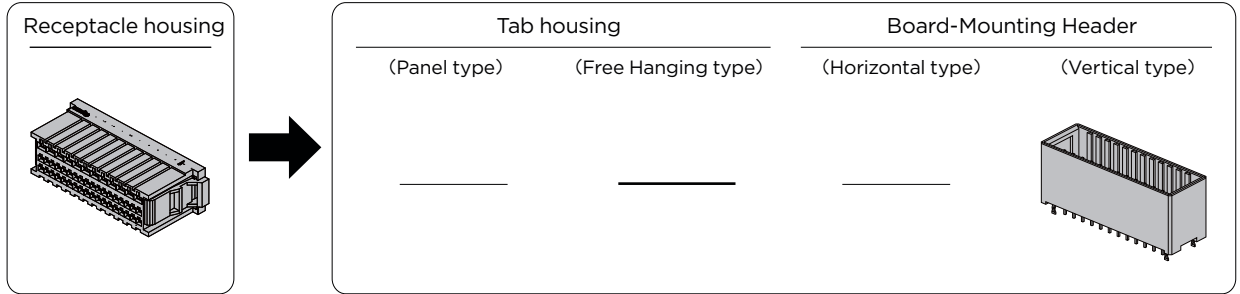 Receptacle housing
Tab housing
Board-Mounting Header
(Panel type)
(Free Hanging type)
(Horizontal type)
(Vertical type)